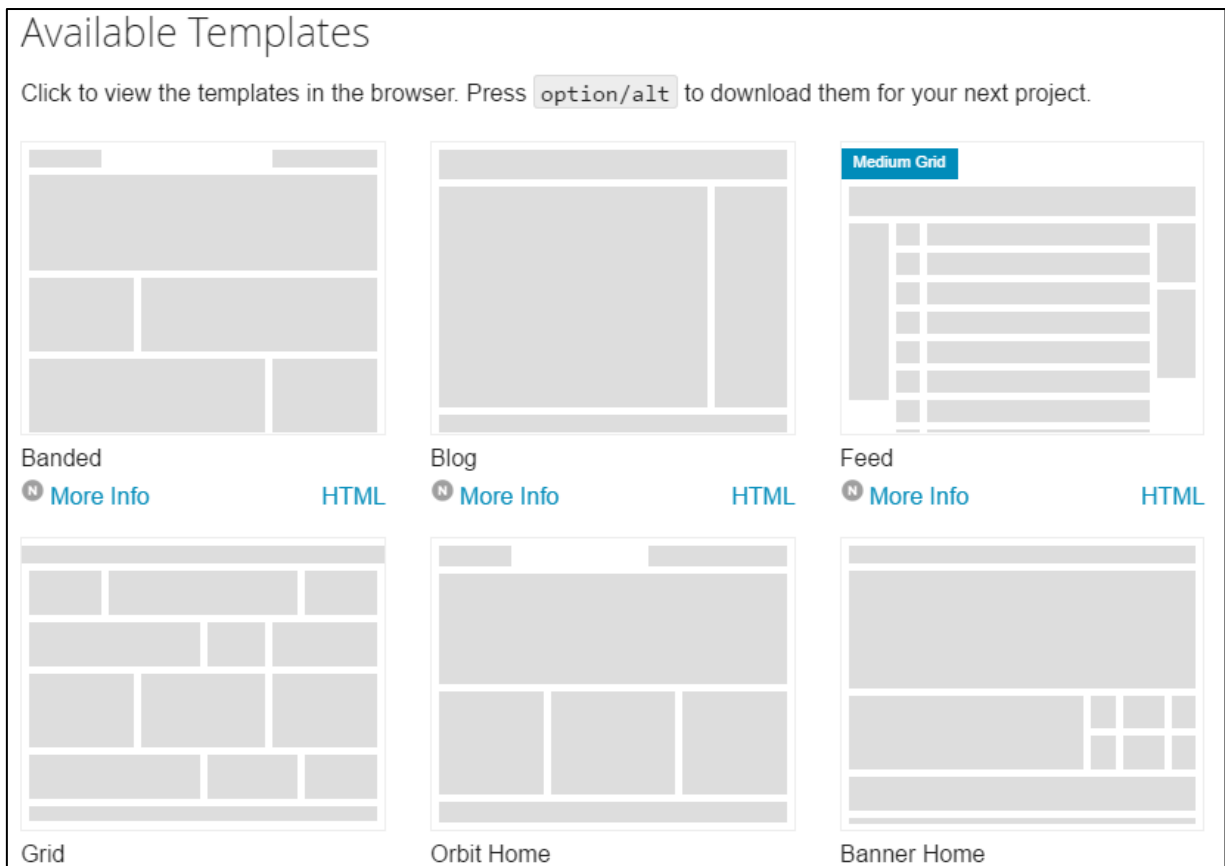 Available Templates
Click to view the templates in the browser. Press option/alt to download them for your next project.
Medium Grid
Banded
N More Info HTML
Blog
N More Info HTML
Feed
N More Info HTML
Grid
Orbit Home
Banner Home